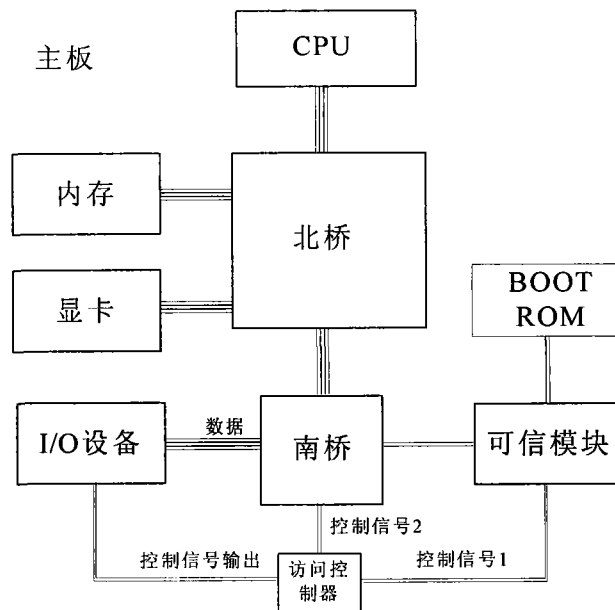 主板
CPU
内存
北桥
显卡
BOOT
ROM
I/O设备
数据
南桥
可信模块
控制信号2
控制信号输出
访问控
制器
控制信号1